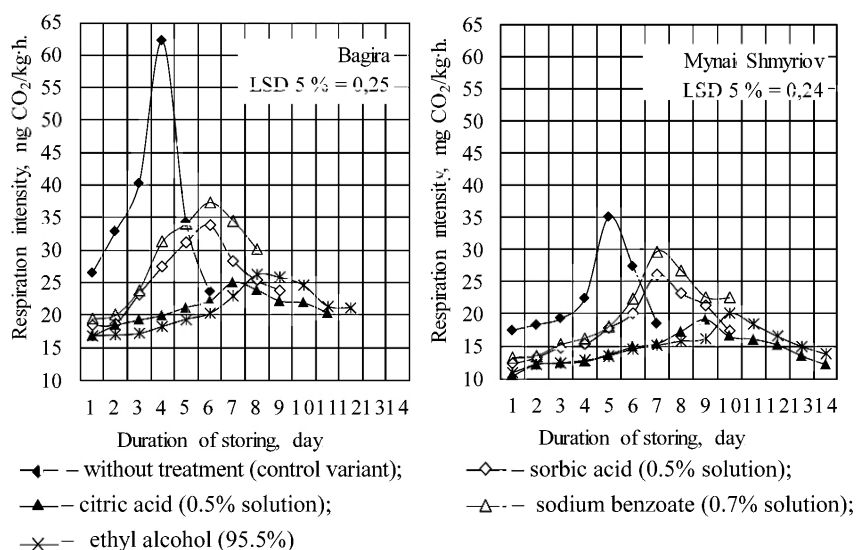 Respiration intensity, mg CO2/kg·h.
65
60
55
50
45
40
35
30
25
20
15
10
Bagira
LSD 5 % = 0,25
1 2 3 4 5 6 7 8 9 10 11 12 13 14
Duration of storing, day
Respiration intensity, mg CO2/kg·h.
65
60
55
50
45
40
35
30
25
20
15
10
Mynai Shmyriov
LSD 5 % = 0,24
1 2 3 4 5 6 7 8 9 10 11 12 13 14
Duration of storing, day
– without treatment (control variant);
– citric acid (0.5% solution);
– ethyl alcohol (95.5%)
– sorbic acid (0.5% solution);
– sodium benzoate (0.7% solution);